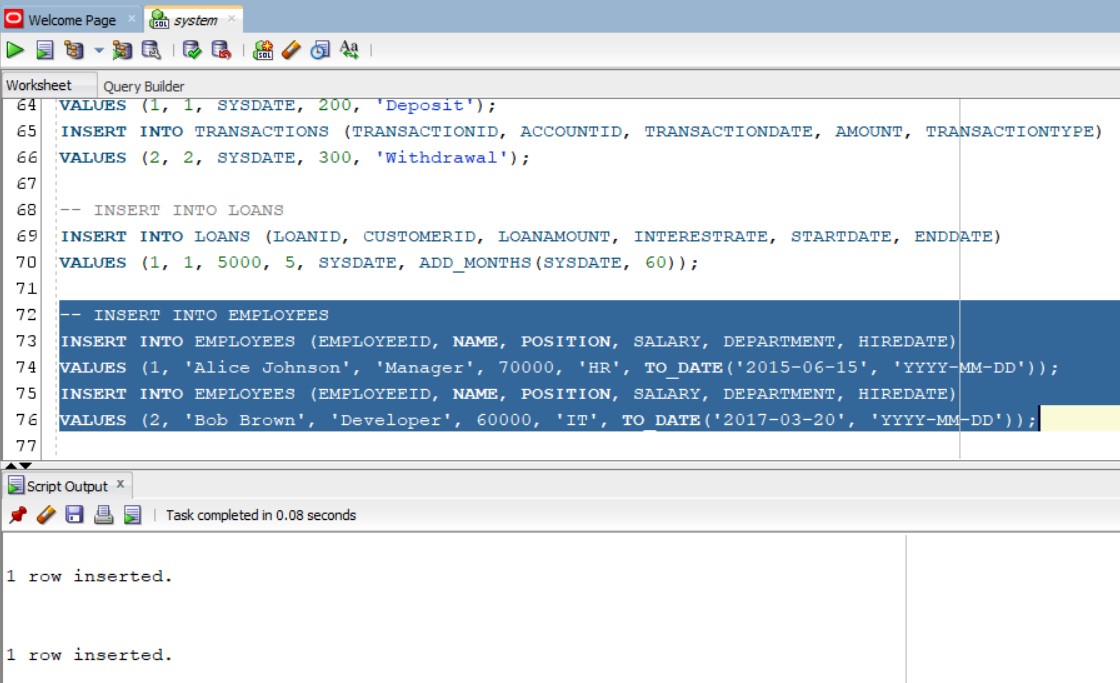 Welcome Page
system
Worksheet
Query Builder
64 VALUES (1, 1, SYSDATE, 200, 'Deposit');
65 INSERT INTO TRANSACTIONS (TRANSACTIONID, ACCOUNTID, TRANSACTIONDATE, AMOUNT, TRANSACTIONTYPE)
66 VALUES (2, 2, SYSDATE, 300, 'Withdrawal');
67
68 -- INSERT INTO LOANS
69 INSERT INTO LOANS (LOANID, CUSTOMERID, LOANAMOUNT, INTERESTRATE, STARTDATE, ENDDATE)
70 VALUES (1, 1, 5000, 5, SYSDATE, ADD_MONTHS(SYSDATE, 60));
71
72 -- INSERT INTO EMPLOYEES
73 INSERT INTO EMPLOYEES (EMPLOYEEID, NAME, POSITION, SALARY, DEPARTMENT, HIREDATE)
74 VALUES (1, 'Alice Johnson', 'Manager', 70000, 'HR', TO_DATE('2015-06-15', 'YYYY-MM-DD'));
75 INSERT INTO EMPLOYEES (EMPLOYEEID, NAME, POSITION, SALARY, DEPARTMENT, HIREDATE)
76 VALUES (2, 'Bob Brown', 'Developer', 60000, 'IT', TO_DATE('2017-03-20', 'YYYY-MM-DD'));
77
Script Output x
Task completed in 0.08 seconds
1 row inserted.
1 row inserted.